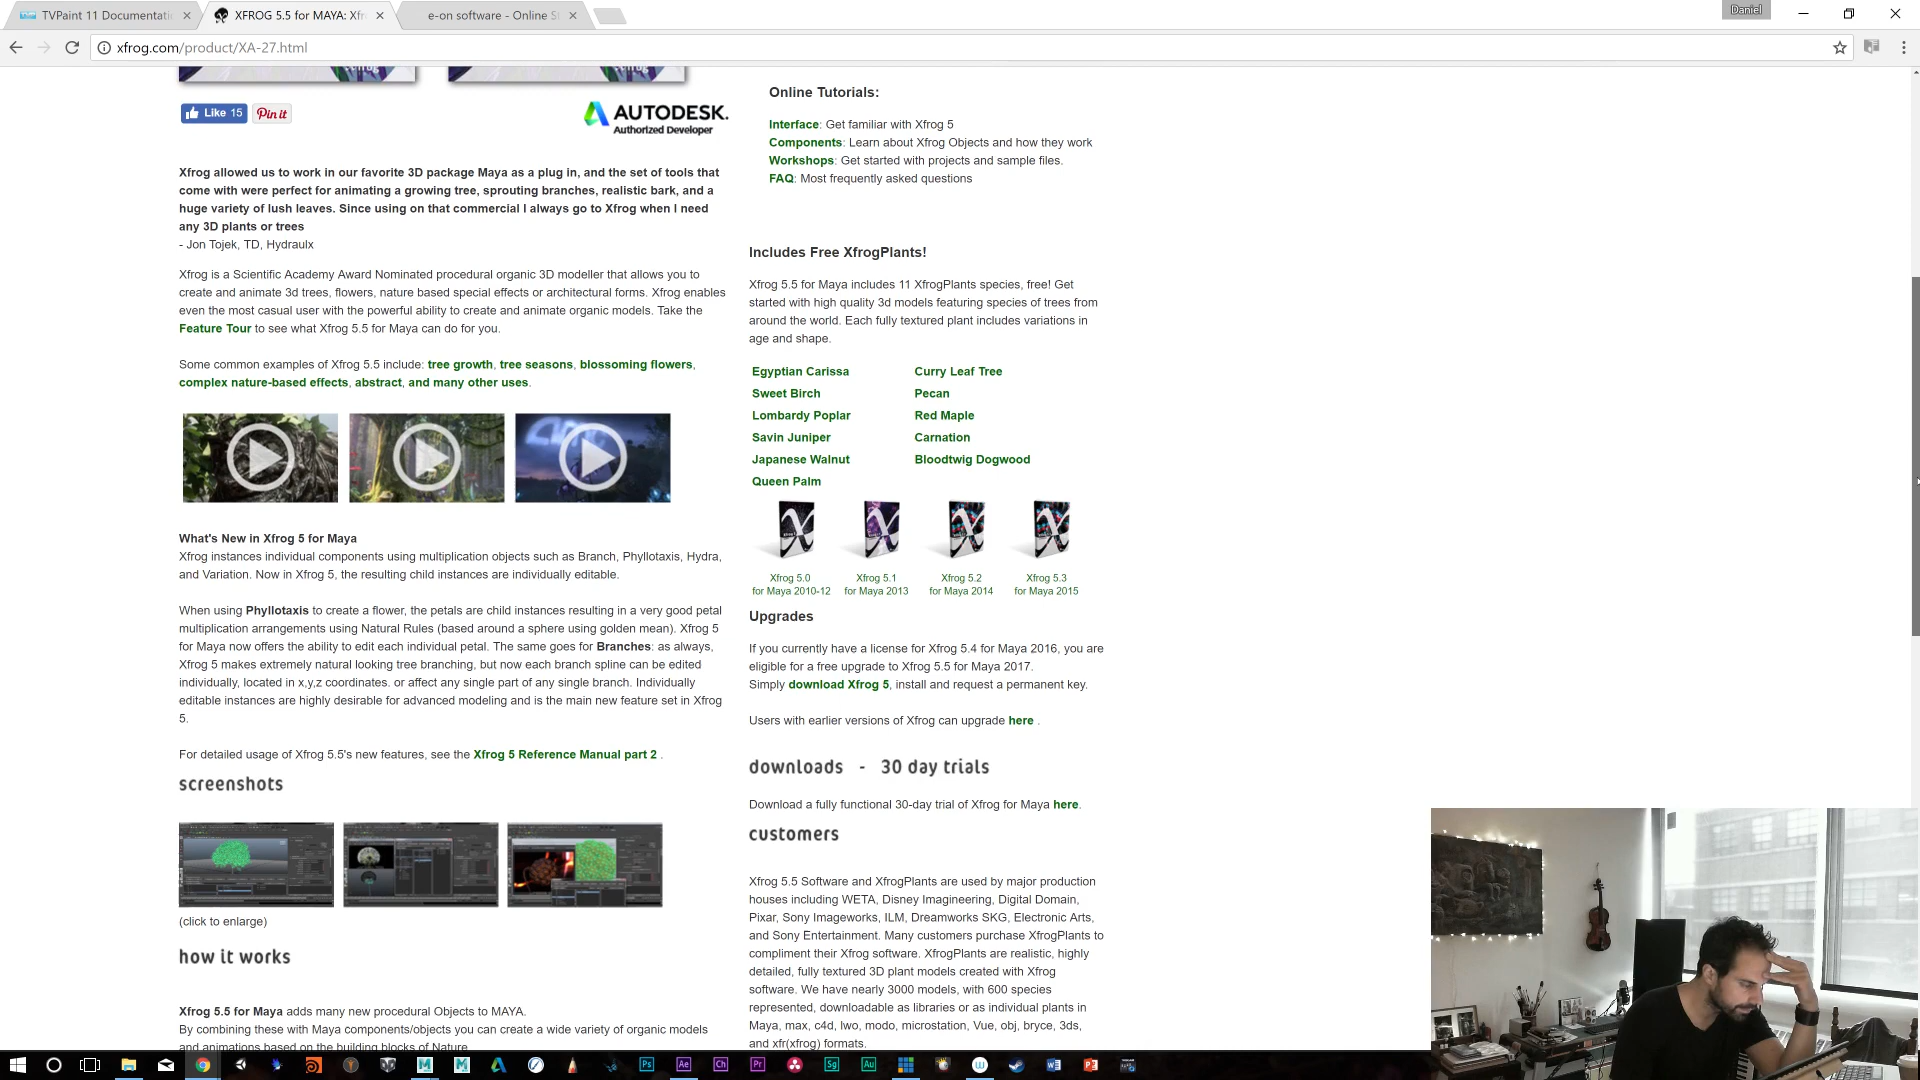 TVPaint 11 Documentati
XFROG 5.5 for MAYA: Xfr
e-on software - Online S
Daniel
xfrog.com/product/XA-27.html
Like 15
Pin it
AUTODESK.
Authorized Developer
Xfrog allowed us to work in our favorite 3D package Maya as a plug in, and the set of tools that
come with were perfect for animating a growing tree, sprouting branches, realistic bark, and a
huge variety of lush leaves. Since using on that commercial I always go to Xfrog when I need
any 3D plants or trees
- Jon Tojek, TD, Hydraulx
Xfrog is a Scientific Academy Award Nominated procedural organic 3D modeller that allows you to
create and animate 3d trees, flowers, nature based special effects or architectural forms. Xfrog enables
even the most casual user with the powerful ability to create and animate organic models. Take the
Feature Tour to see what Xfrog 5.5 for Maya can do for you.
Some common examples of Xfrog 5.5 include: tree growth, tree seasons, blossoming flowers,
complex nature-based effects, abstract, and many other uses.
What's New in Xfrog 5 for Maya
Xfrog instances individual components using multiplication objects such as Branch, Phyllotaxis, Hydra,
and Variation. Now in Xfrog 5, the resulting child instances are individually editable.
When using Phyllotaxis to create a flower, the petals are child instances resulting in a very good petal
multiplication arrangements using Natural Rules (based around a sphere using golden mean). Xfrog 5
for Maya now offers the ability to edit each individual petal. The same goes for Branches: as always,
Xfrog 5 makes extremely natural looking tree branching, but now each branch spline can be edited
individually, located in x,y,z coordinates. or affect any single part of any single branch. Individually
editable instances are highly desirable for advanced modeling and is the main new feature set in Xfrog
5.
For detailed usage of Xfrog 5.5's new features, see the Xfrog 5 Reference Manual part 2 .
screenshots
(click to enlarge)
how it works
Xfrog 5.5 for Maya adds many new procedural Objects to MAYA.
By combining these with Maya components/objects you can create a wide variety of organic models
and animations based on the building blocks of Nature
Online Tutorials:
Interface: Get familiar with Xfrog 5
Components: Learn about Xfrog Objects and how they work
Workshops: Get started with projects and sample files.
FAQ: Most frequently asked questions
Includes Free XfrogPlants!
Xfrog 5.5 for Maya includes 11 XfrogPlants species, free! Get
started with high quality 3d models featuring species of trees from
around the world. Each fully textured plant includes variations in
age and shape.
Egyptian Carissa Curry Leaf Tree
Sweet Birch Pecan
Lombardy Poplar Red Maple
Savin Juniper Carnation
Japanese Walnut Bloodtwig Dogwood
Queen Palm
Xfrog 5.0 Xfrog 5.1 Xfrog 5.2 Xfrog 5.3
for Maya 2010-12 for Maya 2013 for Maya 2014 for Maya 2015
Upgrades
If you currently have a license for Xfrog 5.4 for Maya 2016, you are
eligible for a free upgrade to Xfrog 5.5 for Maya 2017.
Simply download Xfrog 5, install and request a permanent key.
Users with earlier versions of Xfrog can upgrade here .
downloads - 30 day trials
Download a fully functional 30-day trial of Xfrog for Maya here.
customers
Xfrog 5.5 Software and XfrogPlants are used by major production
houses including WETA, Disney Imagineering, Digital Domain,
Pixar, Sony Imageworks, ILM, Dreamworks SKG, Electronic Arts,
and Sony Entertainment. Many customers purchase XfrogPlants to
compliment their Xfrog software. XfrogPlants are realistic, highly
detailed, fully textured 3D plant models created with Xfrog
software. We have nearly 3000 models, with 600 species
represented, downloadable as libraries or as individual plants in
Maya, max, c4d, lwo, modo, microstation, Vue, obj, bryce, 3ds,
and xfr(xfrog) formats.
Ps Ae Ch Pr Sg Au